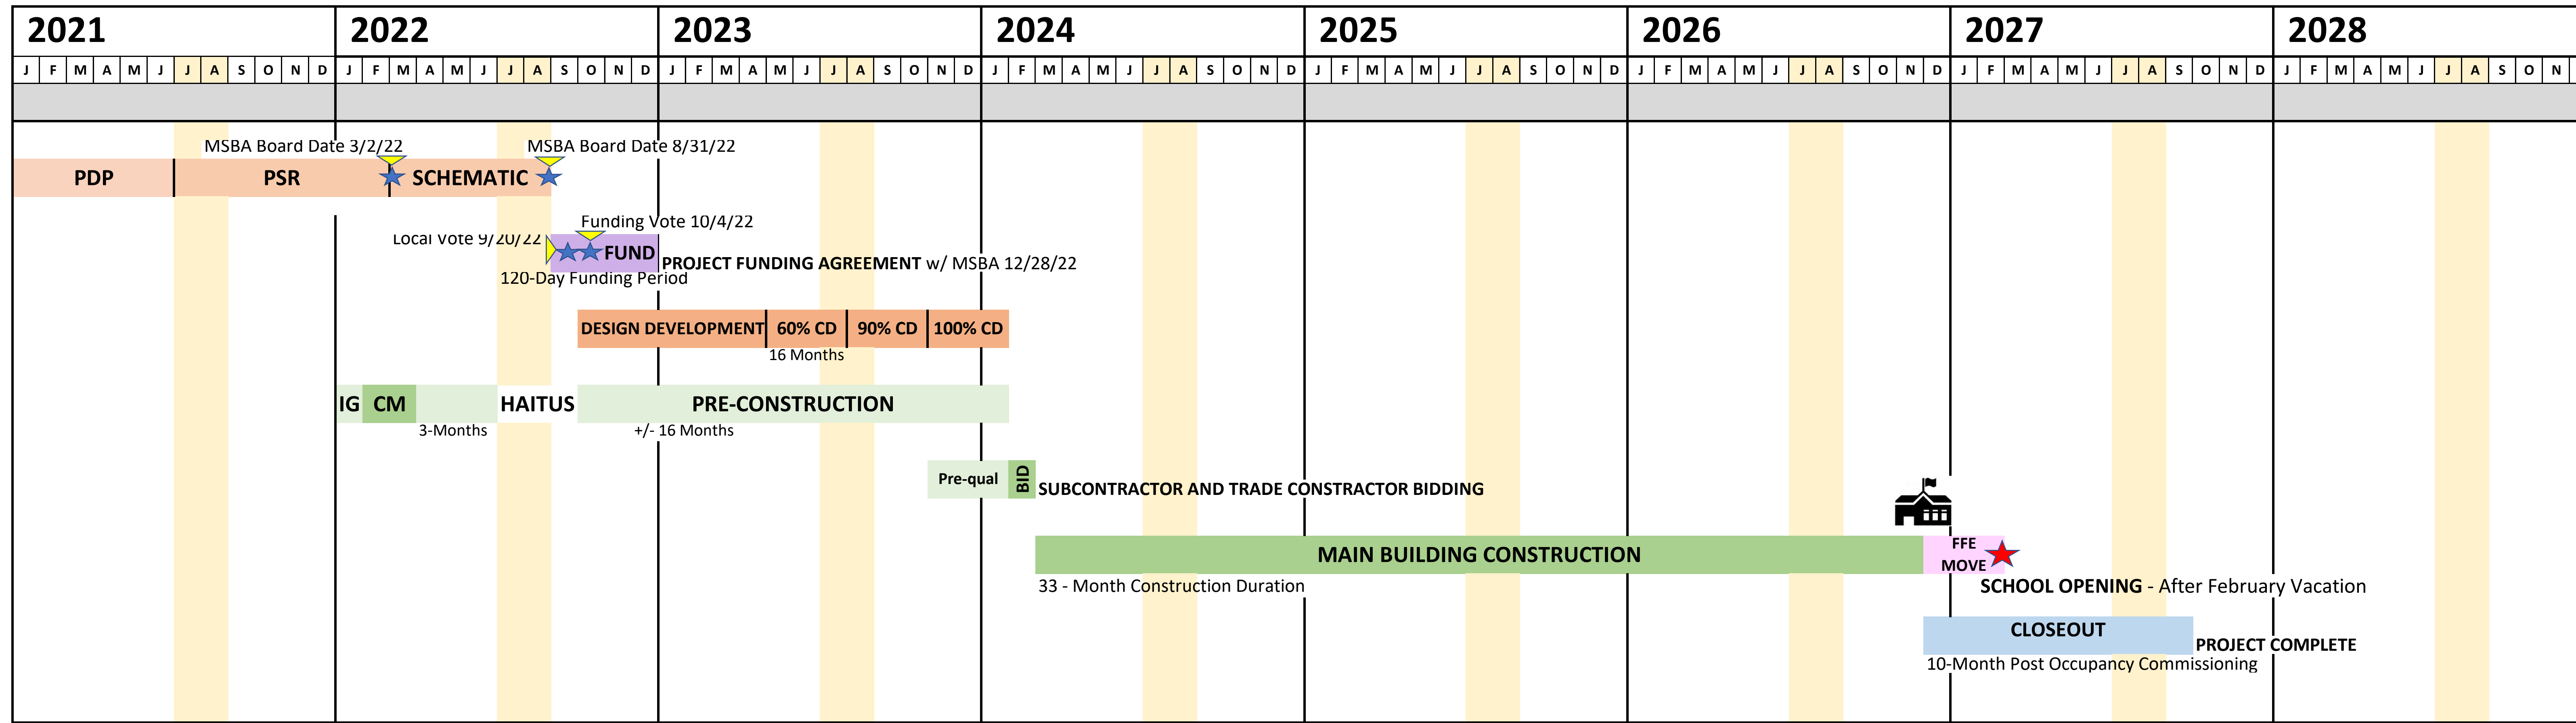 2021 2022 2023 2024 2025 2026 2027 2028
J F M A M J J A S O N D J F M A M J J A S O N D J F M A M J J A S O N D J F M A M J J A S O N D J F M A M J J A S O N D J F M A M J J A S O N D J F M A M J J A S O N D J F M A M J J A S O N
MSBA Board Date 3/2/22 MSBA Board Date 8/31/22
PDP PSR SCHEMATIC
Funding Vote 10/4/22
Local Vote 9/20/22
FUND
PROJECT FUNDING AGREEMENT w/ MSBA 12/28/22
120-Day Funding Period
DESIGN DEVELOPMENT 60% CD 90% CD 100% CD
16 Months
IG CM HAITUS PRE-CONSTRUCTION
3-Months +/- 16 Months
Pre-qual BID
SUBCONTRACTOR AND TRADE CONSTRACTOR BIDDING
MAIN BUILDING CONSTRUCTION
FFE
MOVE
33 - Month Construction Duration
SCHOOL OPENING - After February Vacation
CLOSEOUT
PROJECT COMPLETE
10-Month Post Occupancy Commissioning